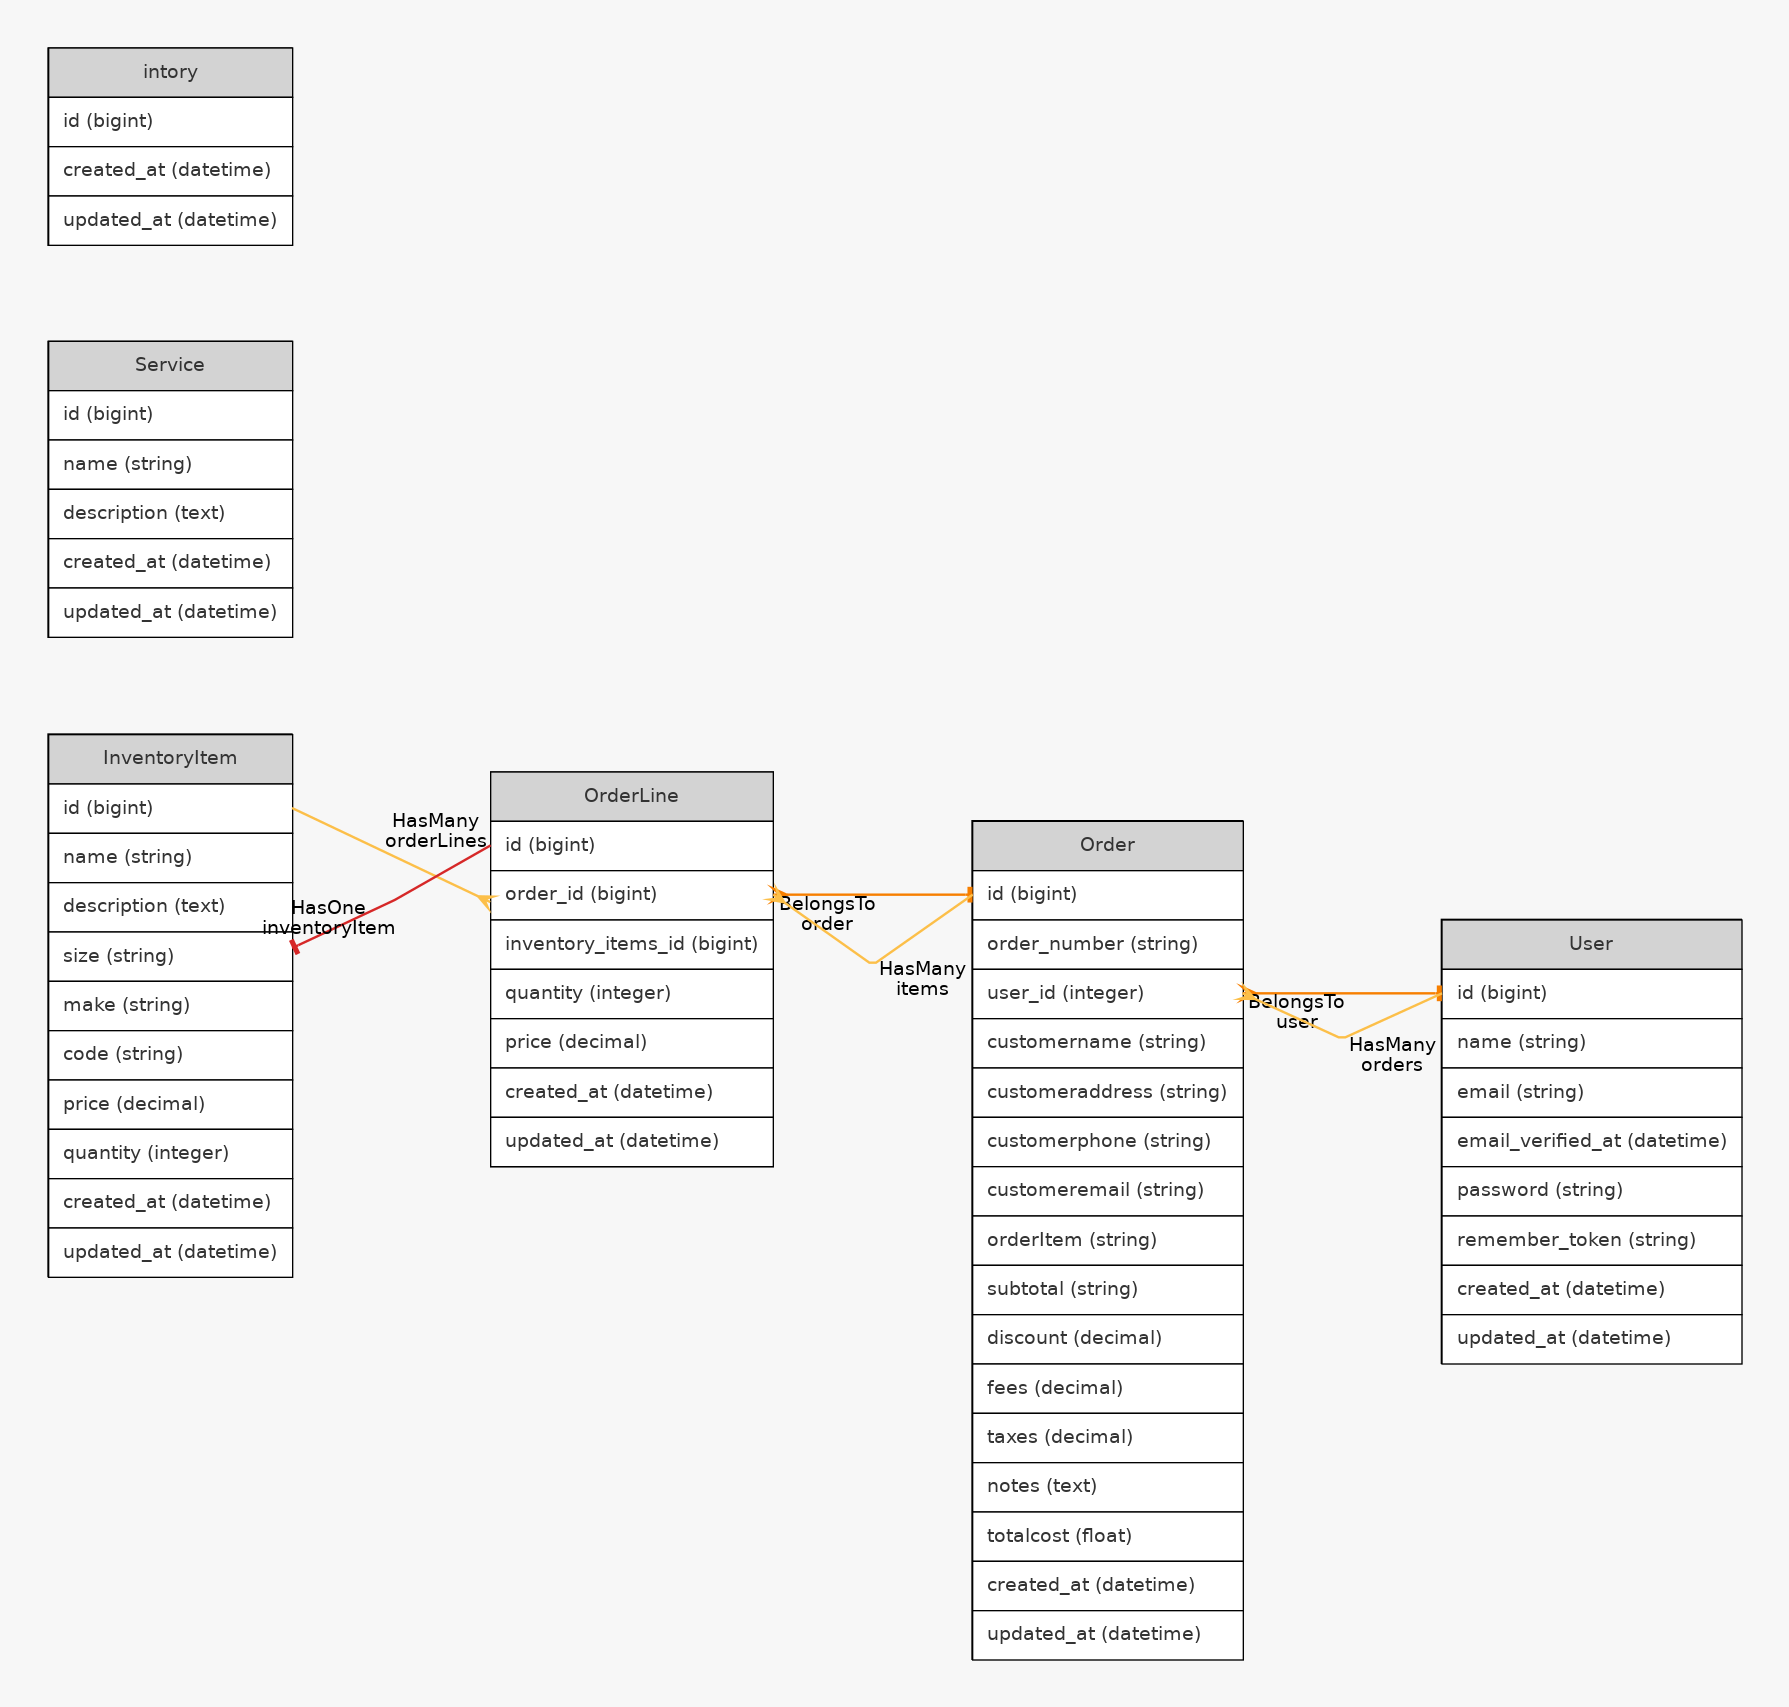 intory
id (bigint)
created_at (datetime)
updated_at (datetime)
Service
id (bigint)
name (string)
description (text)
created_at (datetime)
updated_at (datetime)
InventoryItem
id (bigint)
name (string)
description (text)
size (string)
make (string)
code (string)
price (decimal)
quantity (integer)
created_at (datetime)
updated_at (datetime)
HasMany
orderLines
HasOne
inventoryItem
OrderLine
id (bigint)
order_id (bigint)
inventory_items_id (bigint)
quantity (integer)
price (decimal)
created_at (datetime)
updated_at (datetime)
BelongsTo
order
HasMany
items
Order
id (bigint)
order_number (string)
user_id (integer)
customername (string)
customeraddress (string)
customerphone (string)
customeremail (string)
orderItem (string)
subtotal (string)
discount (decimal)
fees (decimal)
taxes (decimal)
notes (text)
totalcost (float)
created_at (datetime)
updated_at (datetime)
BelongsTo
user
HasMany
orders
User
id (bigint)
name (string)
email (string)
email_verified_at (datetime)
password (string)
remember_token (string)
created_at (datetime)
updated_at (datetime)